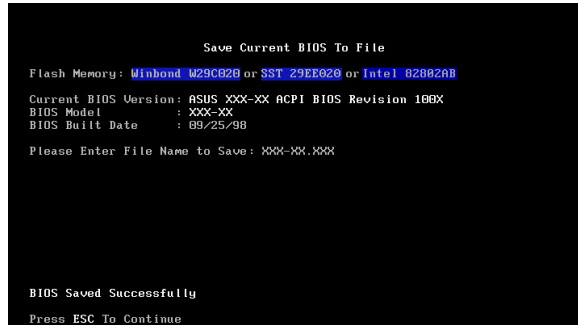 Save Current BIOS To File
Flash Memory: Winbond W29C020 or SST 29EE020 or Intel 82802AB
Current BIOS Version: ASUS XXX-XX ACPI BIOS Revision 100X
BIOS Model : XXX-XX
BIOS Built Date : 09/25/98
Please Enter File Name to Save: XXX-XX.XXX
BIOS Saved Successfully
Press ESC To Continue